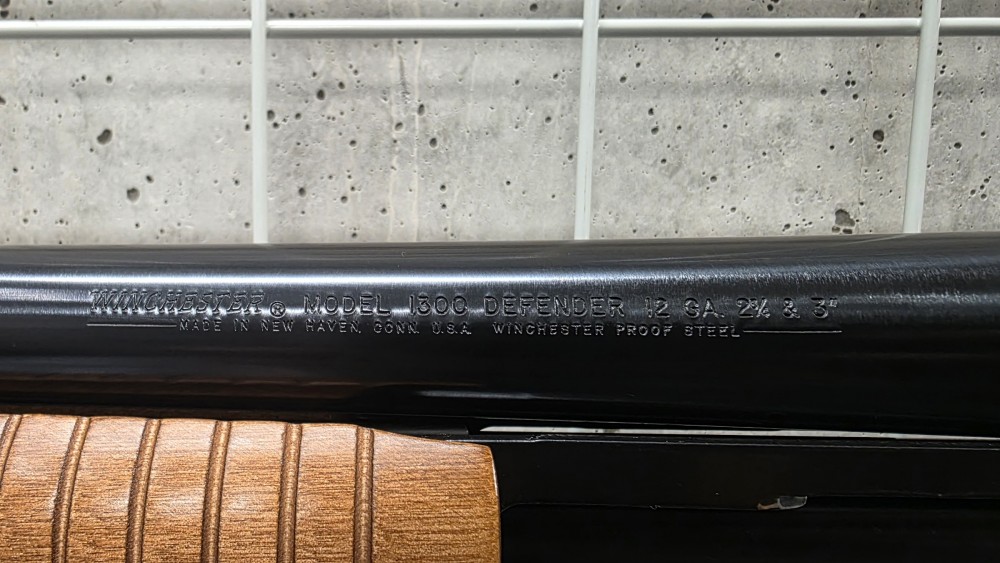 WINCHESTER® MODEL 1300 DEFENDER 12 GA. 2¾ & 3"
MADE IN NEW HAVEN, CONN. U.S.A. WINCHESTER PROOF STEEL